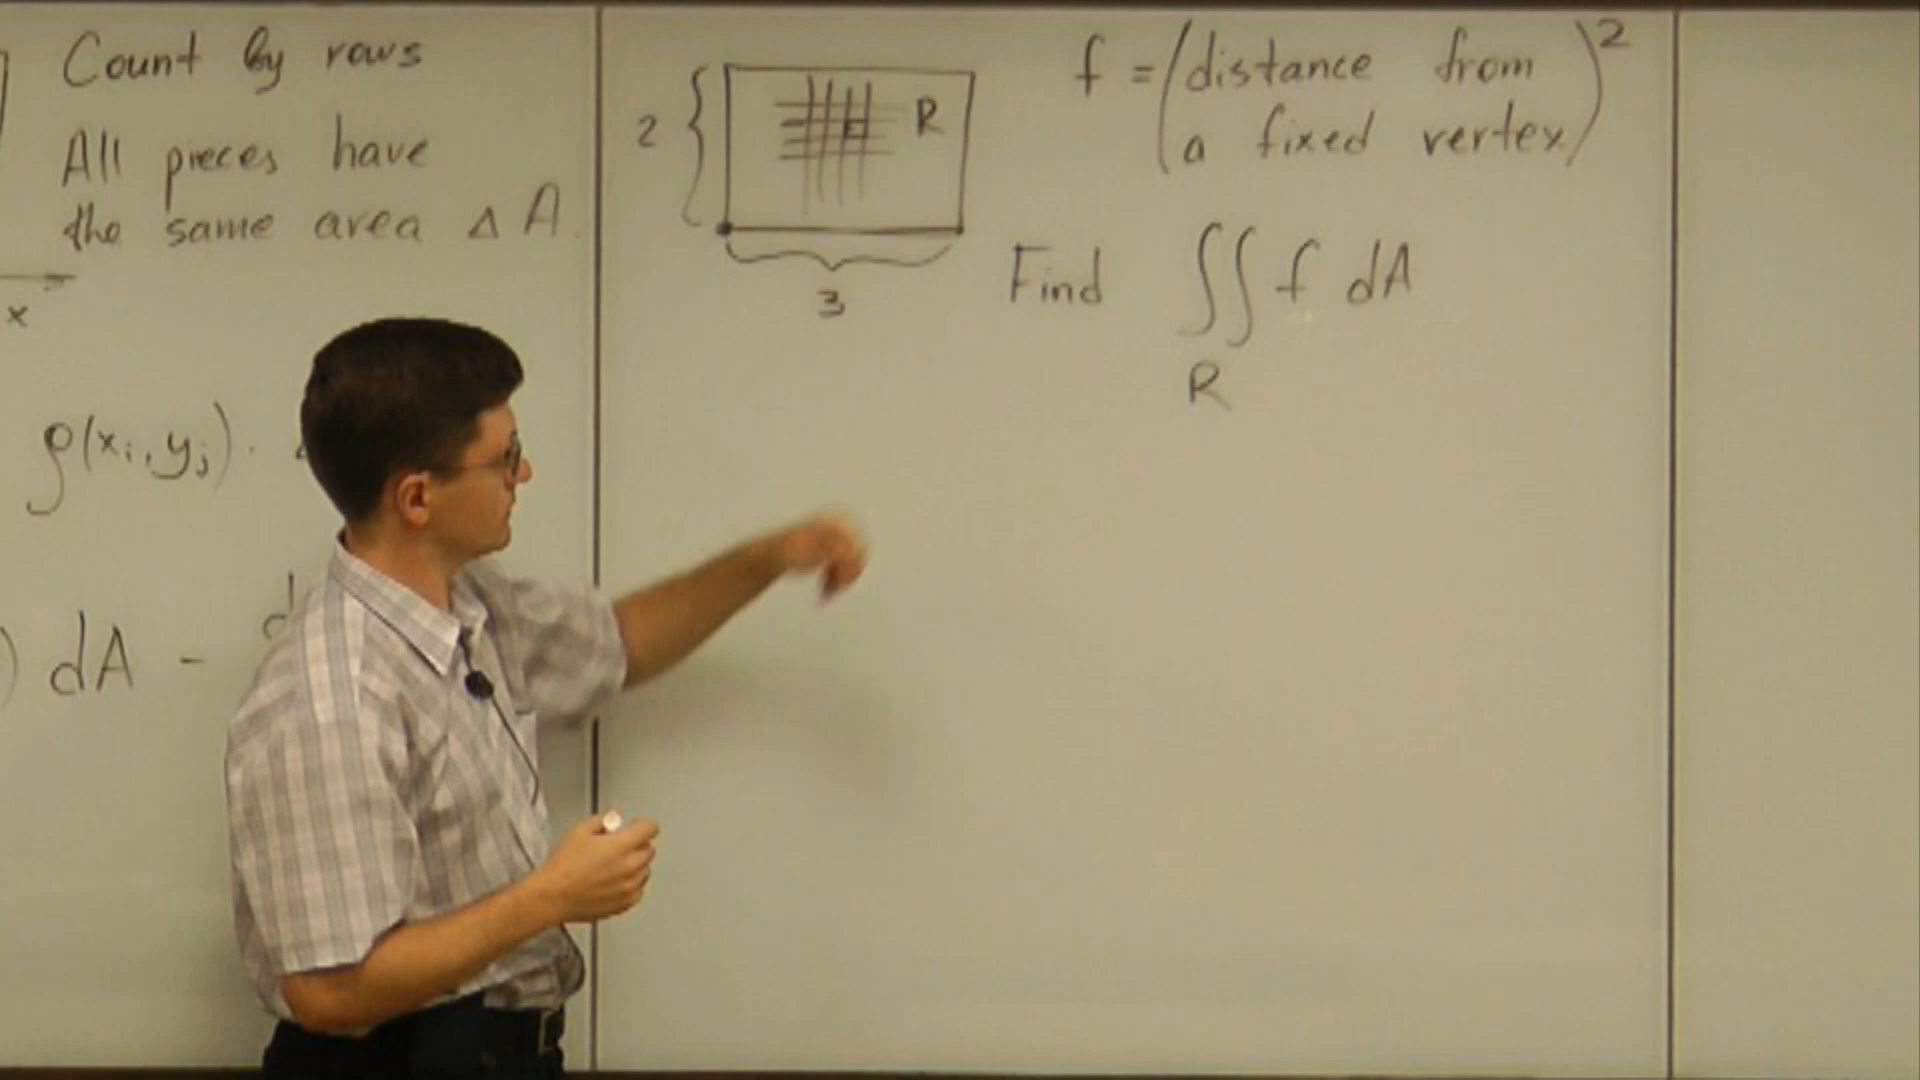 Count by rows
All pieces have
the same area Δ A
x
ρ(xᵢ, yⱼ) ·
) dA -
2
R
3
f = (distance from a fixed vertex)²
Find ∬ f dA
R